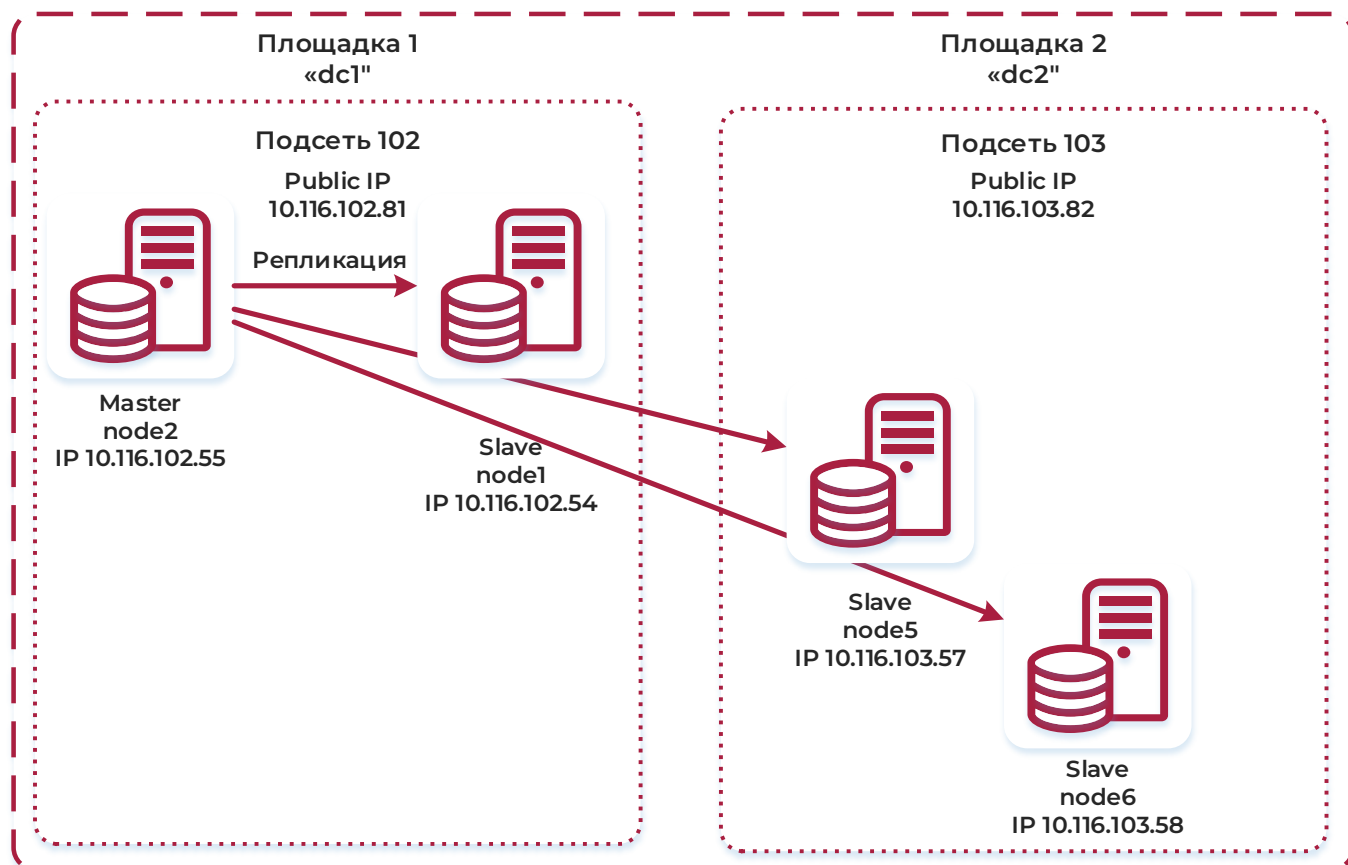 Площадка 1
«dc1"
Подсеть 102
Public IP
10.116.102.81
Репликация
Master
node2
IP 10.116.102.55
Slave
node1
IP 10.116.102.54
Площадка 2
«dc2"
Подсеть 103
Public IP
10.116.103.82
Slave
node5
IP 10.116.103.57
Slave
node6
IP 10.116.103.58